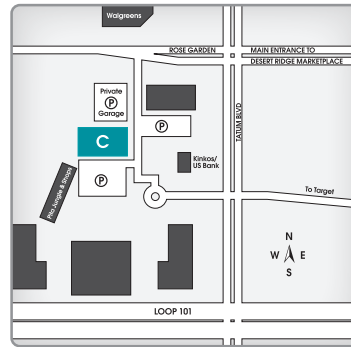 Walgreens
ROSE GARDEN
MAIN ENTRANCE TO
DESERT RIDGE MARKETPLACE
Private
P
Garage
TATUM BLVD
P
C
Kinkos/
US Bank
P
Pita Jungle & Shops
To Target
N
W E
S
LOOP 101